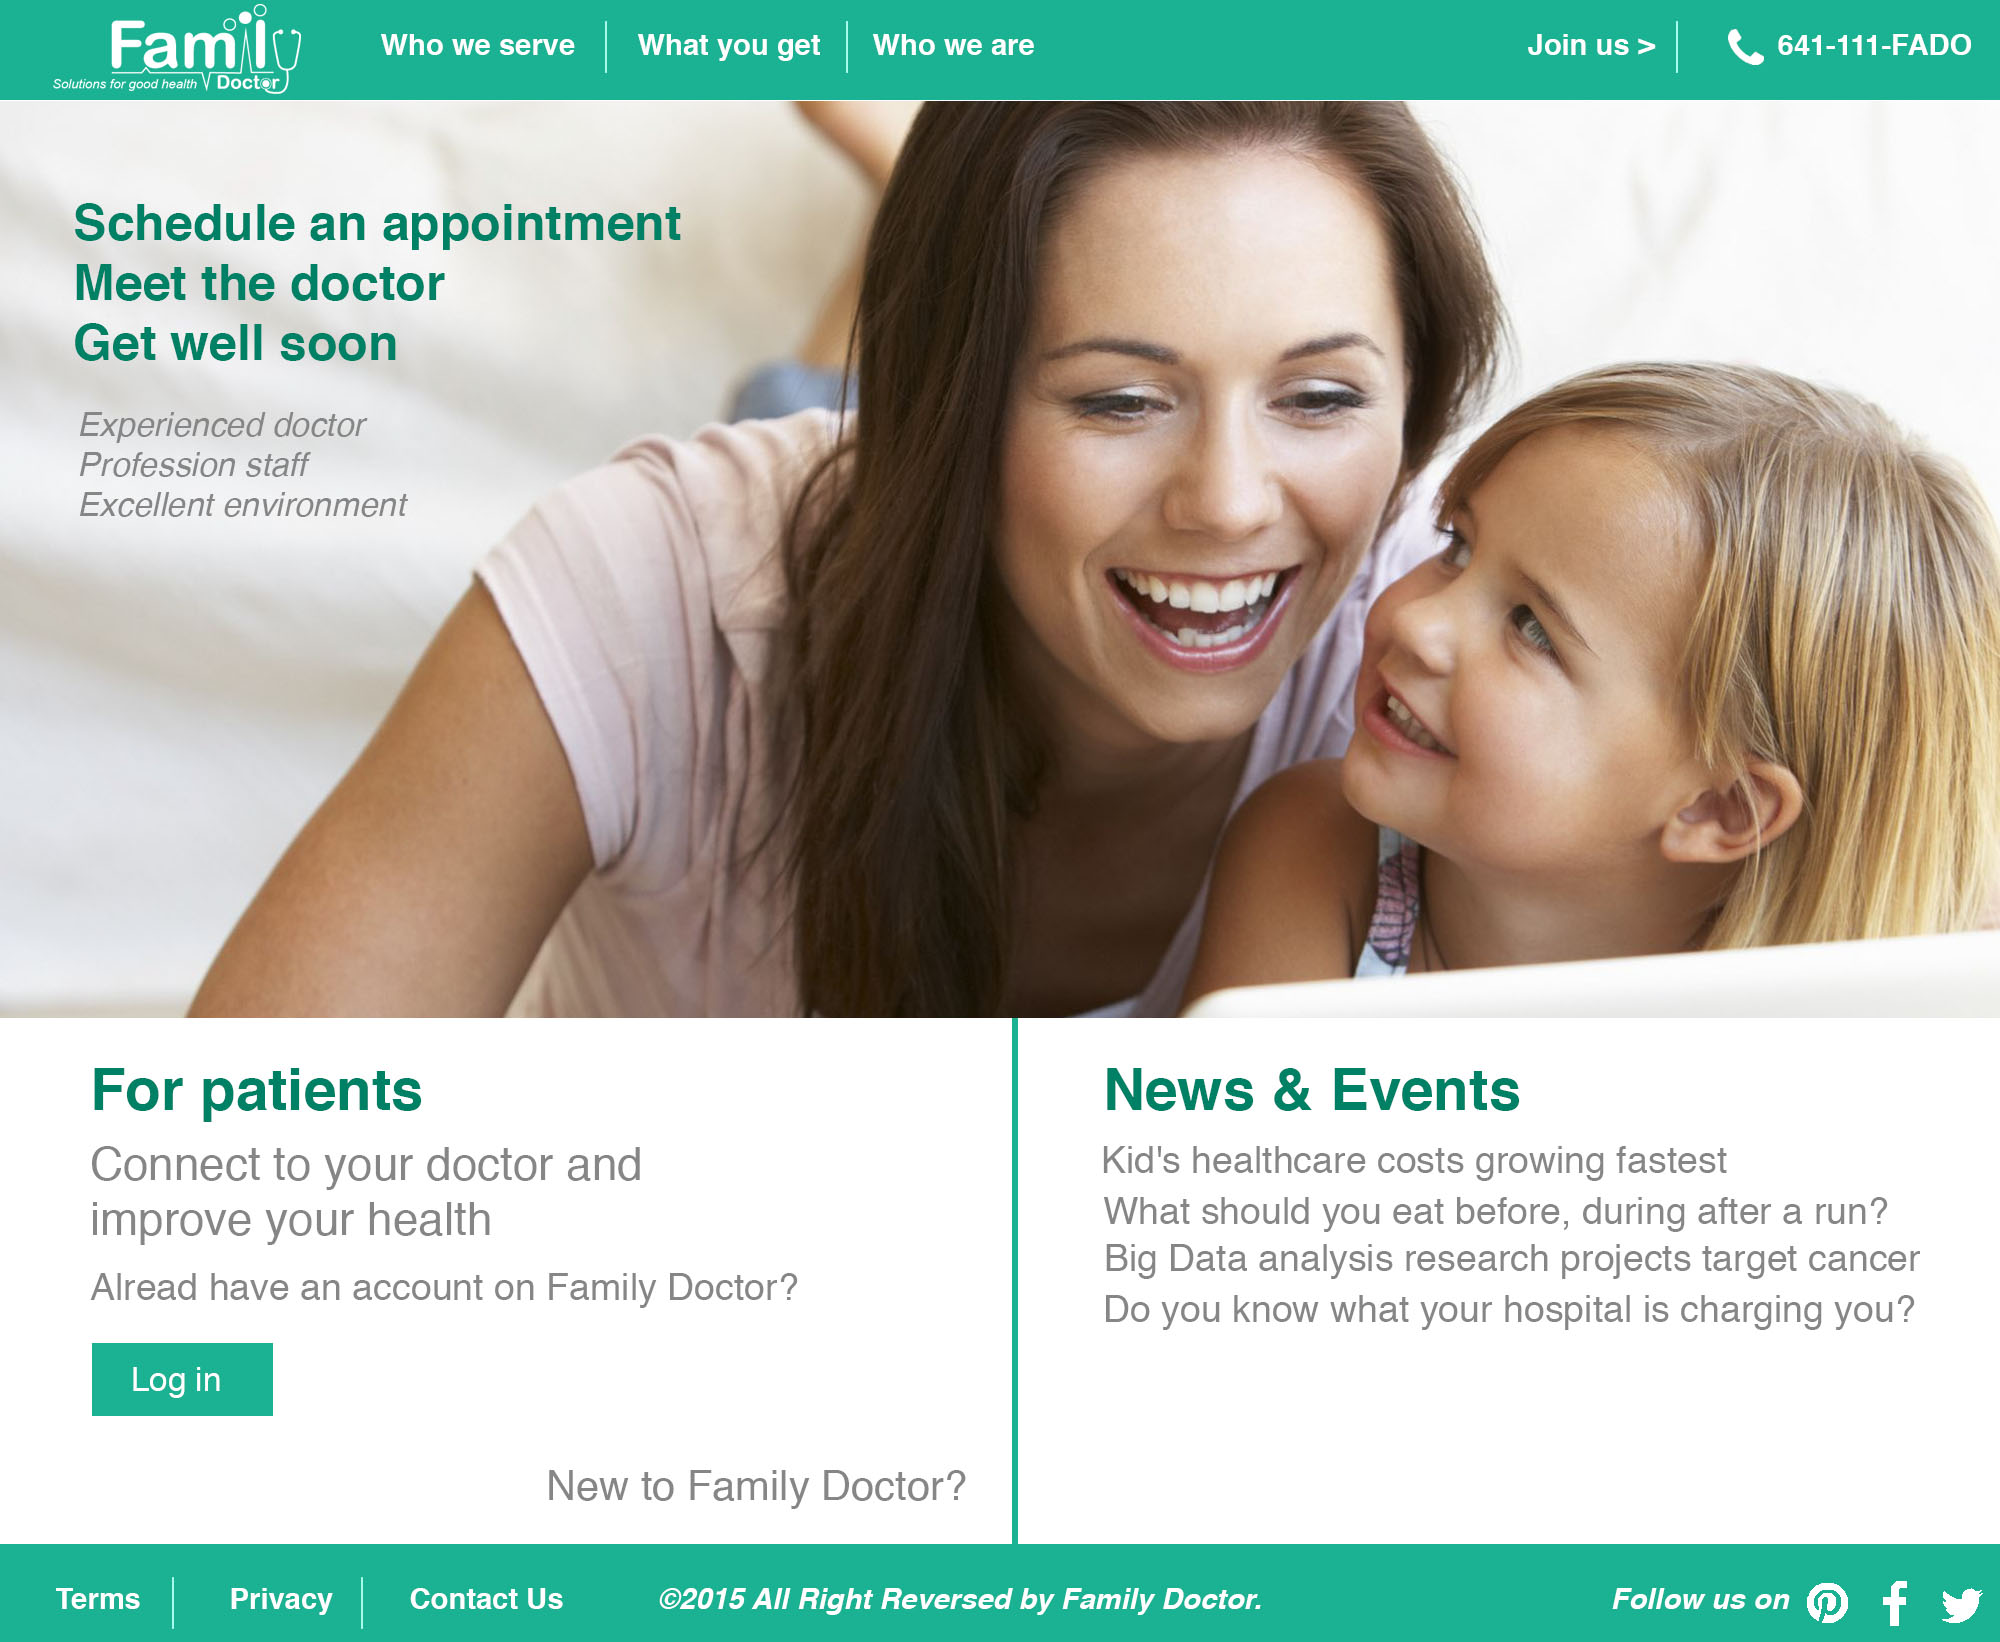 Family
Solutions for good health Doctor
Who we serve
What you get
Who we are
Join us >
641-111-FADO
Schedule an appointment
Meet the doctor
Get well soon
Experienced doctor
Profession staff
Excellent environment
For patients
Connect to your doctor and
improve your health
Alread have an account on Family Doctor?
Log in
New to Family Doctor?
News & Events
Kid's healthcare costs growing fastest
What should you eat before, during after a run?
Big Data analysis research projects target cancer
Do you know what your hospital is charging you?
Terms
Privacy
Contact Us
©2015 All Right Reversed by Family Doctor.
Follow us on